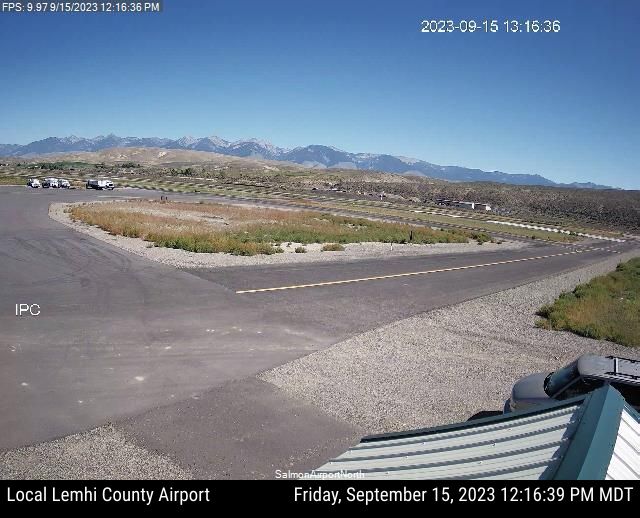 FPS: 9.97 9/15/2023 12:16:36 PM
2023-09-15 13:16:36
IPC
SalmonAirportNorth
Local Lemhi County Airport
Friday, September 15, 2023 12:16:39 PM MDT